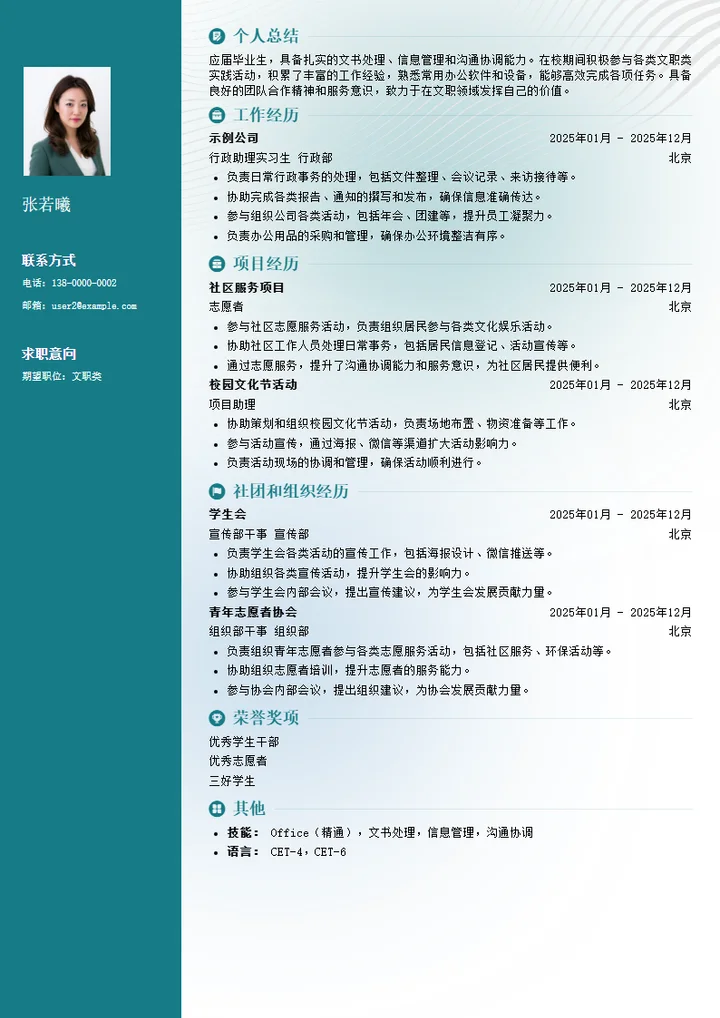 张若曦
联系方式
电话：138-0000-0002
邮箱：user2@example.com
求职意向
期望职位：文职类
个人总结
应届毕业生，具备扎实的文书处理、信息管理和沟通协调能力。在校期间积极参与各类文职类
实践活动，积累了丰富的工作经验，熟悉常用办公软件和设备，能够高效完成各项任务。具备
良好的团队合作精神和服务意识，致力于在文职领域发挥自己的价值。
工作经历
示例公司 2025年01月 - 2025年12月
行政助理实习生 行政部 北京
• 负责日常行政事务的处理，包括文件整理、会议记录、来访接待等。
• 协助完成各类报告、通知的撰写和发布，确保信息准确传达。
• 参与组织公司各类活动，包括年会、团建等，提升员工凝聚力。
• 负责办公用品的采购和管理，确保办公环境整洁有序。
项目经历
社区服务项目 2025年01月 - 2025年12月
志愿者 北京
• 参与社区志愿服务活动，负责组织居民参与各类文化娱乐活动。
• 协助社区工作人员处理日常事务，包括居民信息登记、活动宣传等。
• 通过志愿服务，提升了沟通协调能力和服务意识，为社区居民提供便利。
校园文化节活动 2025年01月 - 2025年12月
项目助理 北京
• 协助策划和组织校园文化节活动，负责场地布置、物资准备等工作。
• 参与活动宣传，通过海报、微信等渠道扩大活动影响力。
• 负责活动现场的协调和管理，确保活动顺利进行。
社团和组织经历
学生会 2025年01月 - 2025年12月
宣传部干事 宣传部 北京
• 负责学生会各类活动的宣传工作，包括海报设计、微信推送等。
• 协助组织各类宣传活动，提升学生会的影响力。
• 参与学生会内部会议，提出宣传建议，为学生会发展贡献力量。
青年志愿者协会 2025年01月 - 2025年12月
组织部干事 组织部 北京
• 负责组织青年志愿者参与各类志愿服务活动，包括社区服务、环保活动等。
• 协助组织志愿者培训，提升志愿者的服务能力。
• 参与协会内部会议，提出组织建议，为协会发展贡献力量。
荣誉奖项
优秀学生干部
优秀志愿者
三好学生
其他
• 技能： Office（精通），文书处理，信息管理，沟通协调
• 语言： CET-4，CET-6